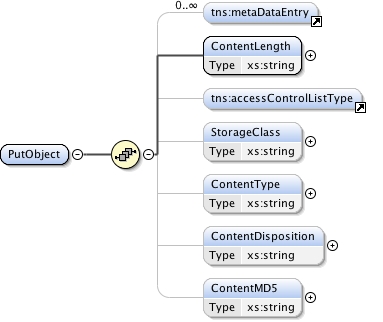 0..∞
tns:metaDataEntry
ContentLength
Type xs:string
tns:accessControlListType
StorageClass
Type xs:string
PutObject
ContentType
Type xs:string
ContentDisposition
Type xs:string
ContentMD5
Type xs:string